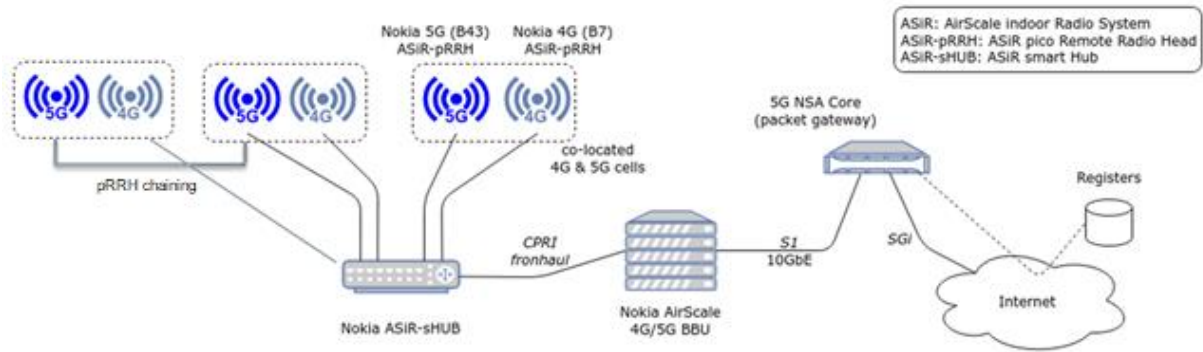 Nokia 5G (B43)
ASiR-pRRH
Nokia 4G (B7)
ASiR-pRRH
ASiR: AirScale indoor Radio System
ASiR-pRRH: ASiR pico Remote Radio Head
ASiR-sHUB: ASiR smart Hub
5G
4G
5G
4G
5G
4G
5G NSA Core
(packet gateway)
co-located
4G & 5G cells
pRRH chaining
Registers
CPRI
fronhaul
S1
10GbE
SGi
Internet
Nokia ASiR-sHUB
Nokia AirScale
4G/5G BBU